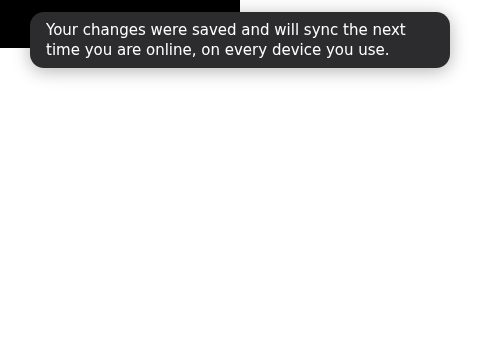 Your changes were saved and will sync the next
time you are online, on every device you use.